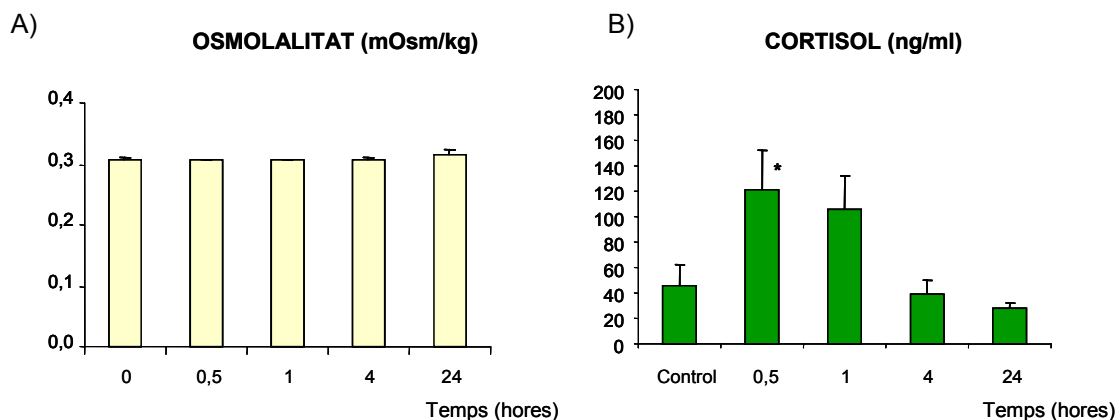 A)
OSMOLALITAT (mOsm/kg)
0,4
0,3
0,2
0,1
0,0
0 0,5 1 4 24
Temps (hores)
B)
CORTISOL (ng/ml)
200
180
160
140
120
100
80
60
40
20
0
*
Control 0,5 1 4 24
Temps (hores)